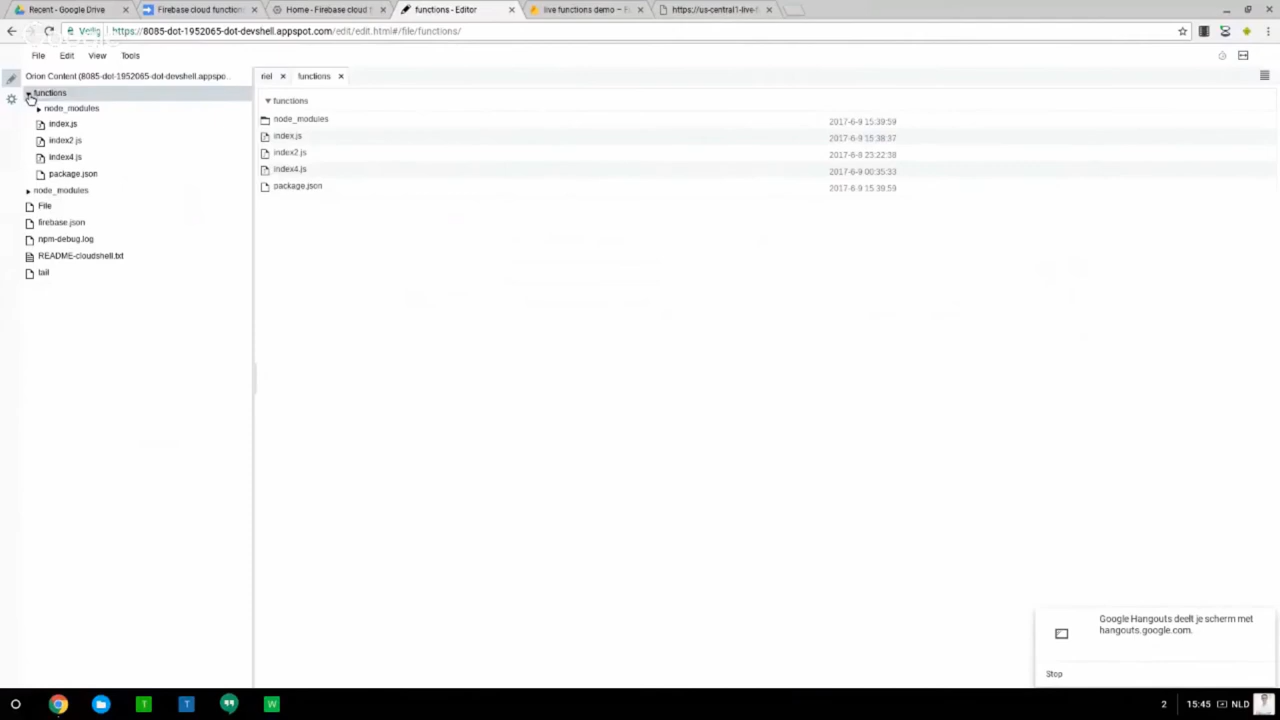 Recent - Google Drive
Firebase cloud function
Home - Firebase cloud f
functions - Editor
live functions demo –
https://us-central1-live-f
Veilig
https://8085-dot-1952065-dot-devshell.appspot.com/edit/edit.html#/file/functions/
File Edit View Tools
Orion Content (8085-dot-1952065-dot-devshell.appspo...
functions
node_modules
index.js
index2.js
index4.js
package.json
node_modules
File
firebase.json
npm-debug.log
README-cloudshell.txt
tail
riel
functions
functions
node_modules 2017-6-9 15:39:59
index.js 2017-6-9 15:38:37
index2.js 2017-6-8 23:22:38
index4.js 2017-6-9 00:35:33
package.json 2017-6-9 15:39:59
Google Hangouts deelt je scherm met
hangouts.google.com.
Stop
T
T
W
2 15:45 NLD